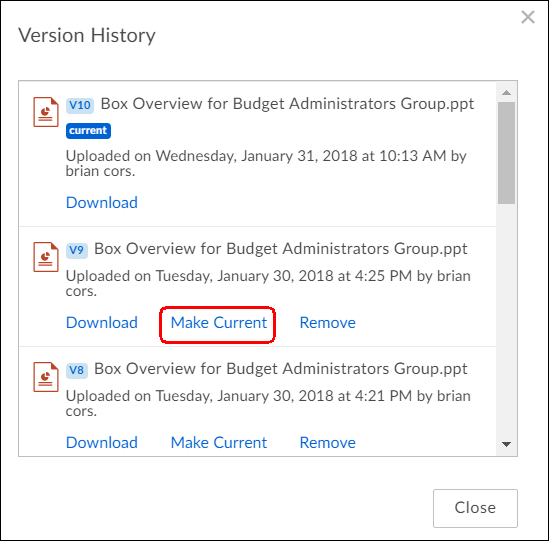 Version History
V10 Box Overview for Budget Administrators Group.ppt
current
Uploaded on Wednesday, January 31, 2018 at 10:13 AM by
brian cors.
Download
V9 Box Overview for Budget Administrators Group.ppt
Uploaded on Tuesday, January 30, 2018 at 4:25 PM by brian
cors.
Download Make Current Remove
V8 Box Overview for Budget Administrators Group.ppt
Uploaded on Tuesday, January 30, 2018 at 4:21 PM by brian
cors.
Download Make Current Remove
Close